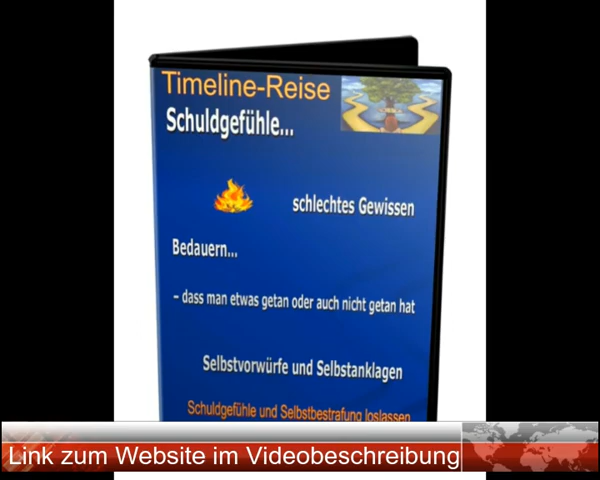 Timeline-Reise
Schuldgefühle...
schlechtes Gewissen
Bedauern...
– dass man etwas getan oder auch nicht getan hat
Selbstvorwürfe und Selbstanklagen
Schuldgefühle und Selbstbestrafung loslassen
Link zum Website im Videobeschreibung